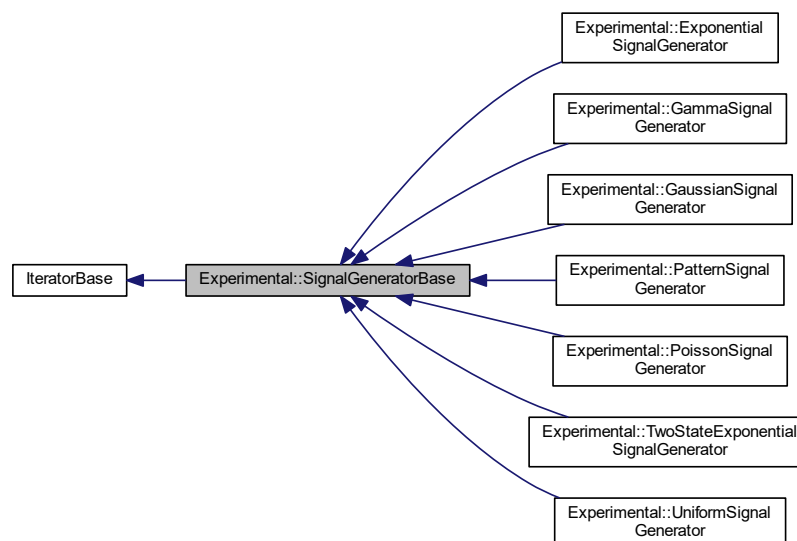 Experimental::Exponential
SignalGenerator
Experimental::GammaSignal
Generator
Experimental::GaussianSignal
Generator
IteratorBase
Experimental::SignalGeneratorBase
Experimental::PatternSignal
Generator
Experimental::PoissonSignal
Generator
Experimental::TwoStateExponential
SignalGenerator
Experimental::UniformSignal
Generator